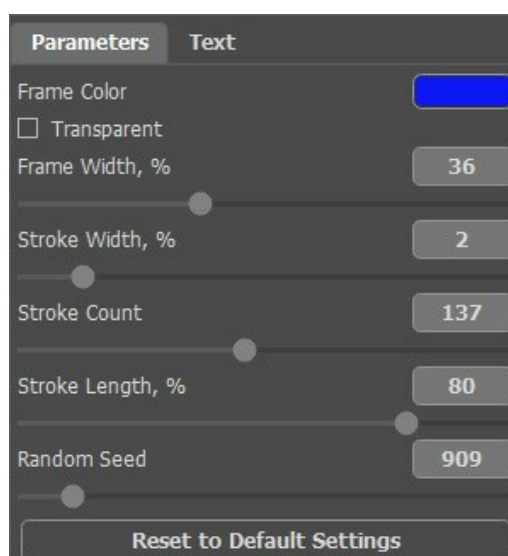 Parameters Text
Frame Color
Transparent
Frame Width, % 36
Stroke Width, % 2
Stroke Count 137
Stroke Length, % 80
Random Seed 909
Reset to Default Settings